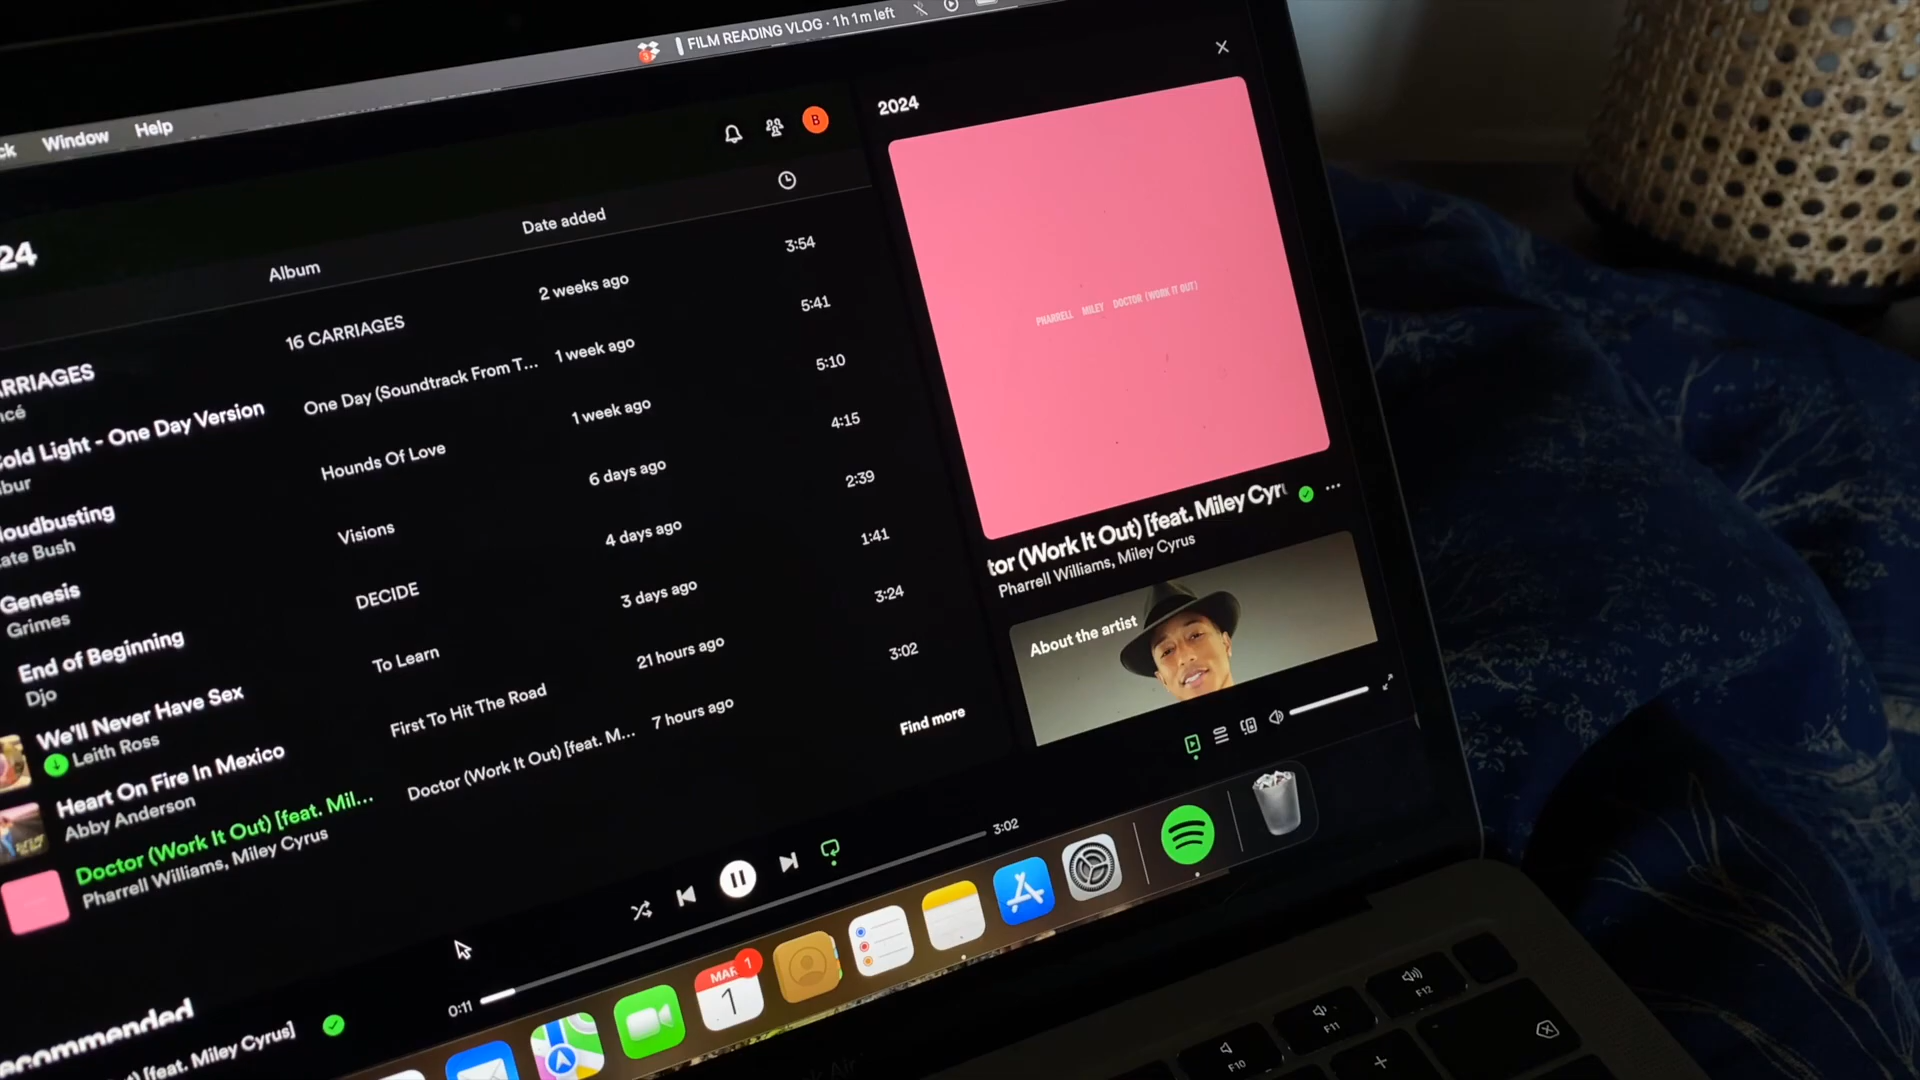 FILM READING VLOG · 1h 1m left
ck Window Help
B
2024
24
Album
Date added
RRIAGES
ncé
16 CARRIAGES
2 weeks ago
3:54
old Light - One Day Version
bur
One Day (Soundtrack From T...
1 week ago
5:41
loudbusting
ate Bush
Hounds Of Love
1 week ago
5:10
Genesis
Grimes
Visions
6 days ago
4:15
End of Beginning
Djo
DECIDE
4 days ago
2:39
We'll Never Have Sex
Leith Ross
To Learn
3 days ago
1:41
Heart On Fire In Mexico
Abby Anderson
First To Hit The Road
21 hours ago
3:24
Doctor (Work It Out) [feat. Mil...
Pharrell Williams, Miley Cyrus
Doctor (Work It Out) [feat. M...
7 hours ago
3:02
Find more
ecommended
PHARRELL MILEY DOCTOR (WORK IT OUT)
tor (Work It Out) [feat. Miley Cyr
Pharrell Williams, Miley Cyrus
About the artist
t) [feat. Miley Cyrus]
0:11
3:02
MAR 1
1
F10
F11
F12